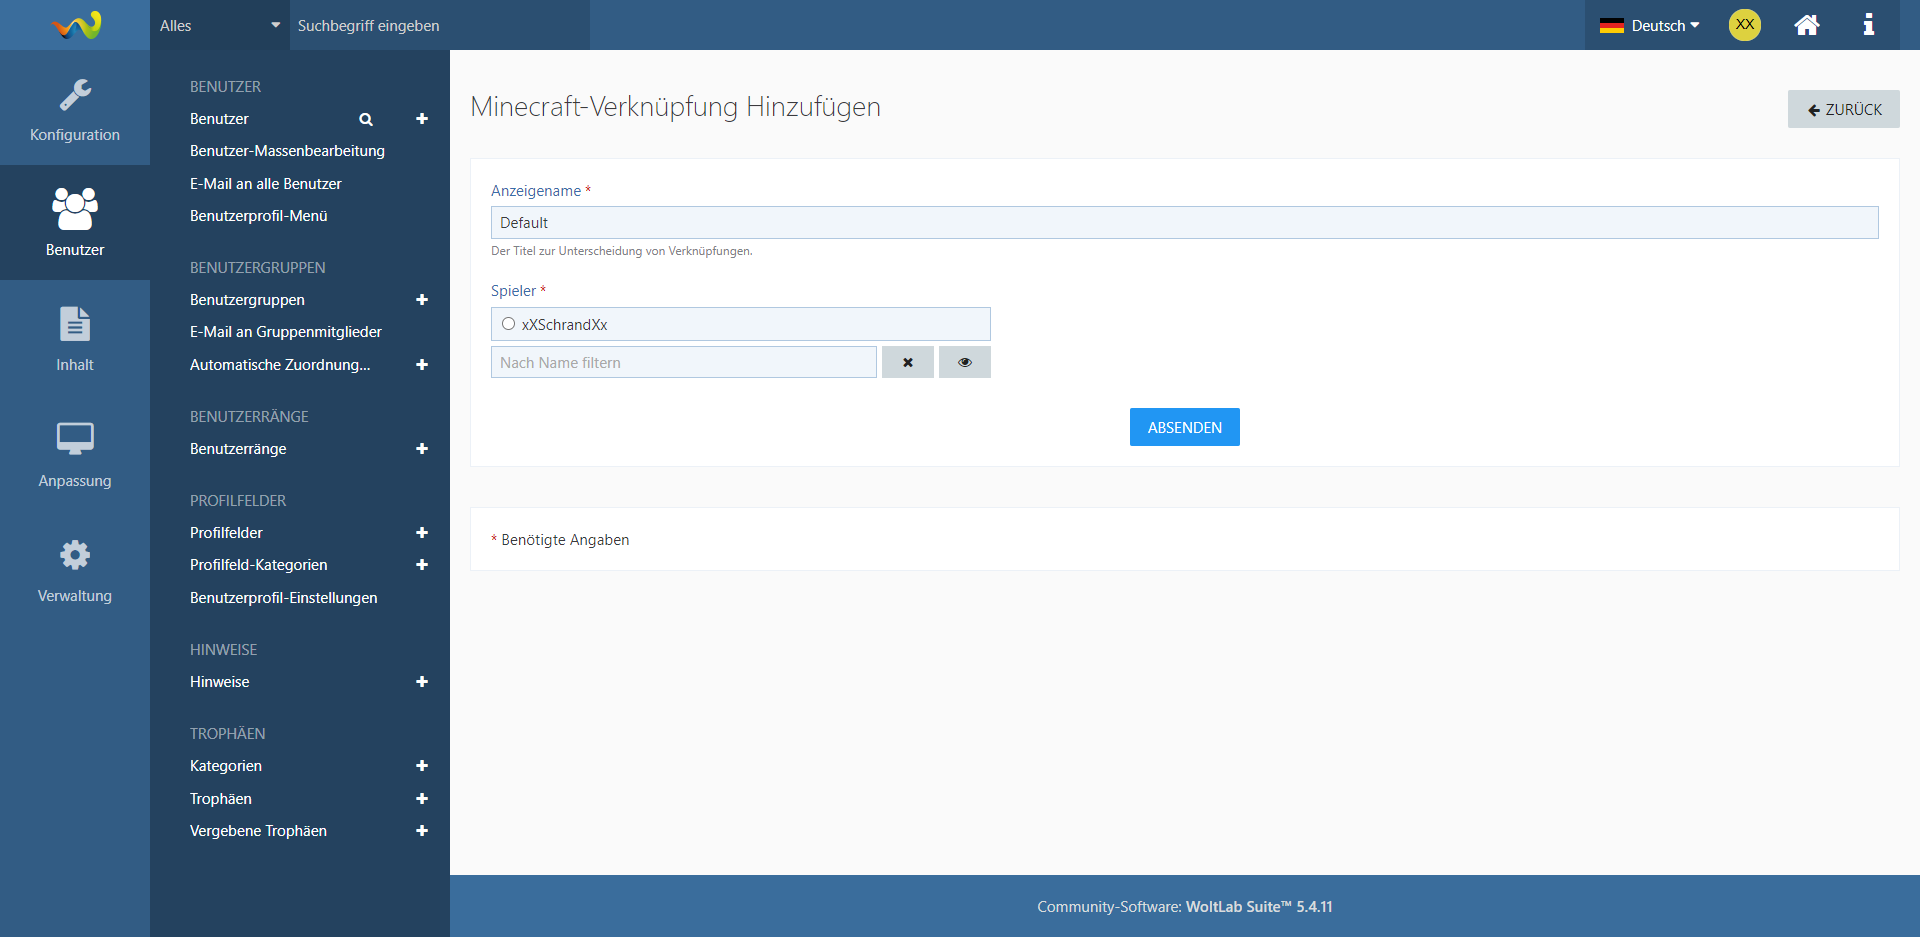 Alles
Suchbegriff eingeben
Deutsch
XX
Konfiguration
Benutzer
Inhalt
Anpassung
Verwaltung
BENUTZER
Benutzer
Benutzer-Massenbearbeitung
E-Mail an alle Benutzer
Benutzerprofil-Menü
BENUTZERGRUPPEN
Benutzergruppen
E-Mail an Gruppenmitglieder
Automatische Zuordnung...
BENUTZERRÄNGE
Benutzerränge
PROFILFELDER
Profilfelder
Profilfeld-Kategorien
Benutzerprofil-Einstellungen
HINWEISE
Hinweise
TROPHÄEN
Kategorien
Trophäen
Vergebene Trophäen
Minecraft-Verknüpfung Hinzufügen
ZURÜCK
Anzeigename *
Default
Der Titel zur Unterscheidung von Verknüpfungen.
Spieler *
xXSchrandXx
Nach Name filtern
ABSENDEN
* Benötigte Angaben
Community-Software: WoltLab Suite™ 5.4.11